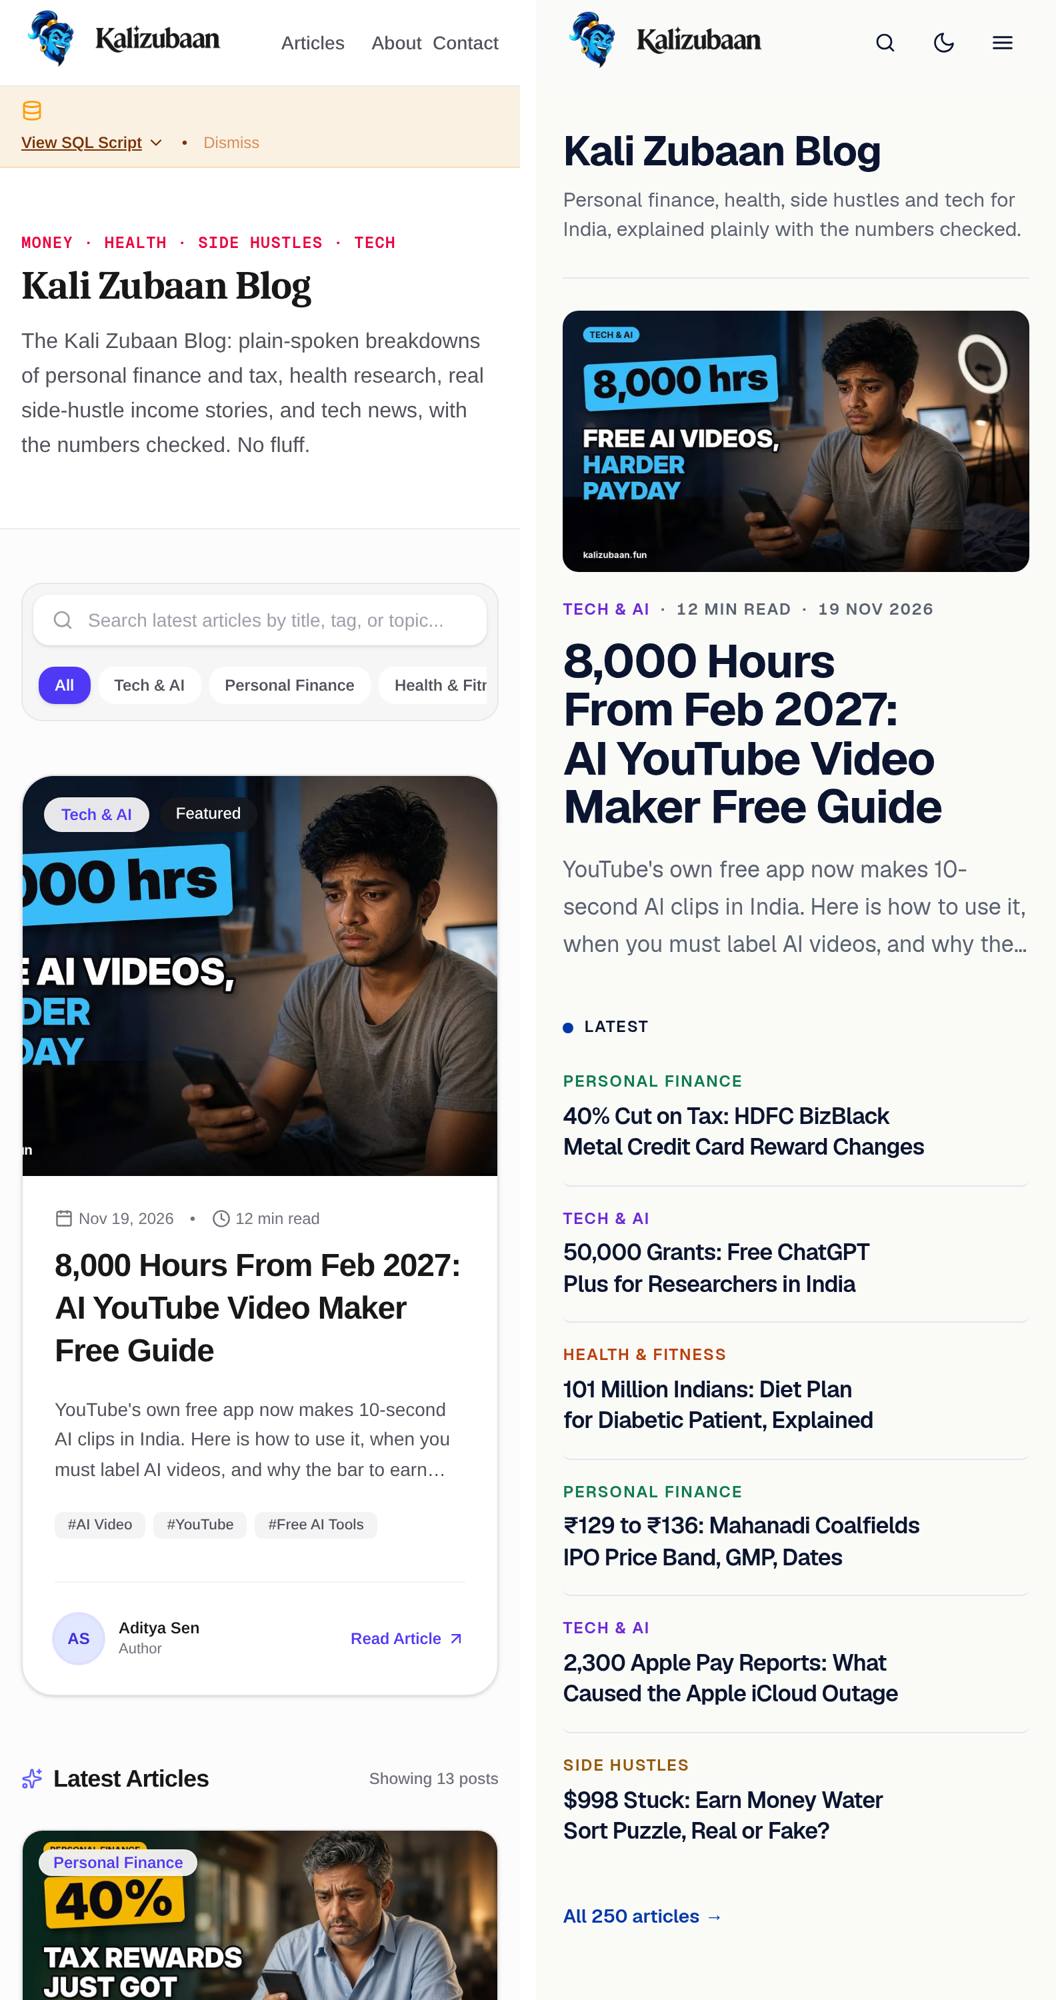 Kalizubaan
Articles About Contact
View SQL Script • Dismiss
MONEY · HEALTH · SIDE HUSTLES · TECH
Kali Zubaan Blog
The Kali Zubaan Blog: plain-spoken breakdowns
of personal finance and tax, health research, real
side-hustle income stories, and tech news, with
the numbers checked. No fluff.
Search latest articles by title, tag, or topic...
All Tech & AI Personal Finance Health & Fitn
Tech & AI Featured
000 hrs
E AI VIDEOS,
DER
DAY
un
Nov 19, 2026 • 12 min read
8,000 Hours From Feb 2027:
AI YouTube Video Maker
Free Guide
YouTube's own free app now makes 10-second
AI clips in India. Here is how to use it, when you
must label AI videos, and why the bar to earn…
#AI Video #YouTube #Free AI Tools
AS
Aditya Sen
Author
Read Article
Latest Articles
Showing 13 posts
PERSONAL FINANCE
Personal Finance
40%
TAX REWARDS
JUST GOT
Kalizubaan
Kali Zubaan Blog
Personal finance, health, side hustles and tech for
India, explained plainly with the numbers checked.
TECH & AI
8,000 hrs
FREE AI VIDEOS,
HARDER
PAYDAY
kalizubaan.fun
TECH & AI · 12 MIN READ · 19 NOV 2026
8,000 Hours
From Feb 2027:
AI YouTube Video
Maker Free Guide
YouTube's own free app now makes 10-
second AI clips in India. Here is how to use it,
when you must label AI videos, and why the…
LATEST
PERSONAL FINANCE
40% Cut on Tax: HDFC BizBlack
Metal Credit Card Reward Changes
TECH & AI
50,000 Grants: Free ChatGPT
Plus for Researchers in India
HEALTH & FITNESS
101 Million Indians: Diet Plan
for Diabetic Patient, Explained
PERSONAL FINANCE
₹129 to ₹136: Mahanadi Coalfields
IPO Price Band, GMP, Dates
TECH & AI
2,300 Apple Pay Reports: What
Caused the Apple iCloud Outage
SIDE HUSTLES
$998 Stuck: Earn Money Water
Sort Puzzle, Real or Fake?
All 250 articles →